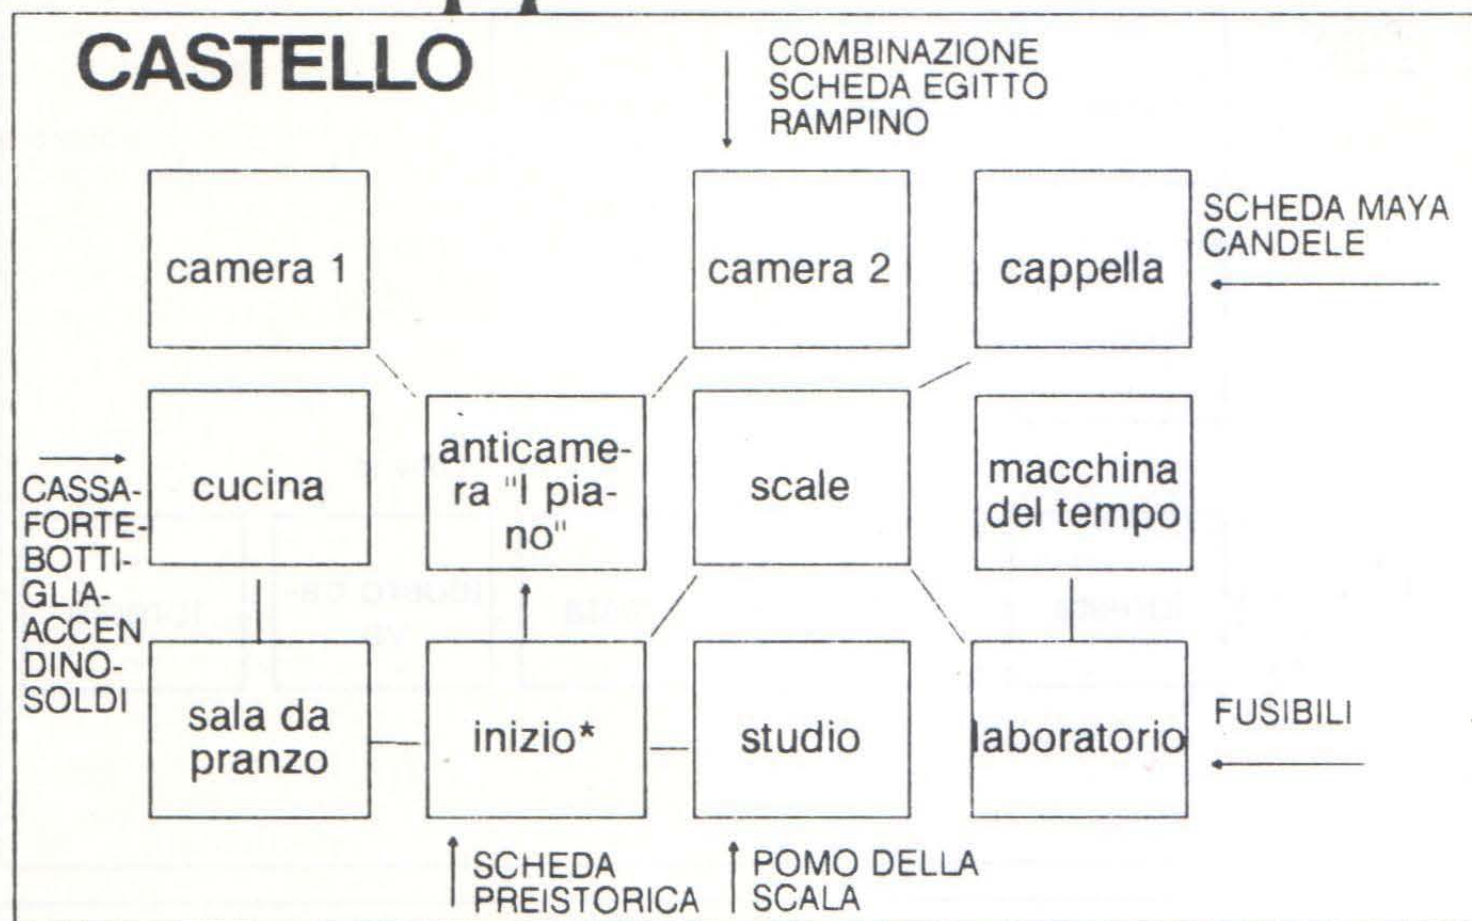 CASTELLO
COMBINAZIONE
SCHEDA EGITTO
RAMPINO
camera 1
camera 2
cappella
SCHEDA MAYA
CANDELE
cucina
anticame-
ra "I pia-
no"
scale
macchina
del tempo
CASSA-
FORTE-
BOTTI-
GLIA-
ACCEN
DINO-
SOLDI
sala da
pranzo
inizio*
studio
laboratorio
FUSIBILI
SCHEDA
PREISTORICA
POMO DELLA
SCALA